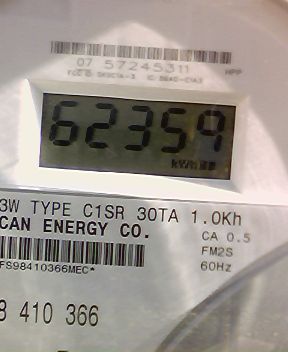 07 57245311 HPP
62359
kWh
3W TYPE C1SR 30TA 1.0Kh
CAN ENERGY CO. CA 0.5
FM2S
FS98410366MEC* 60Hz
8 410 366